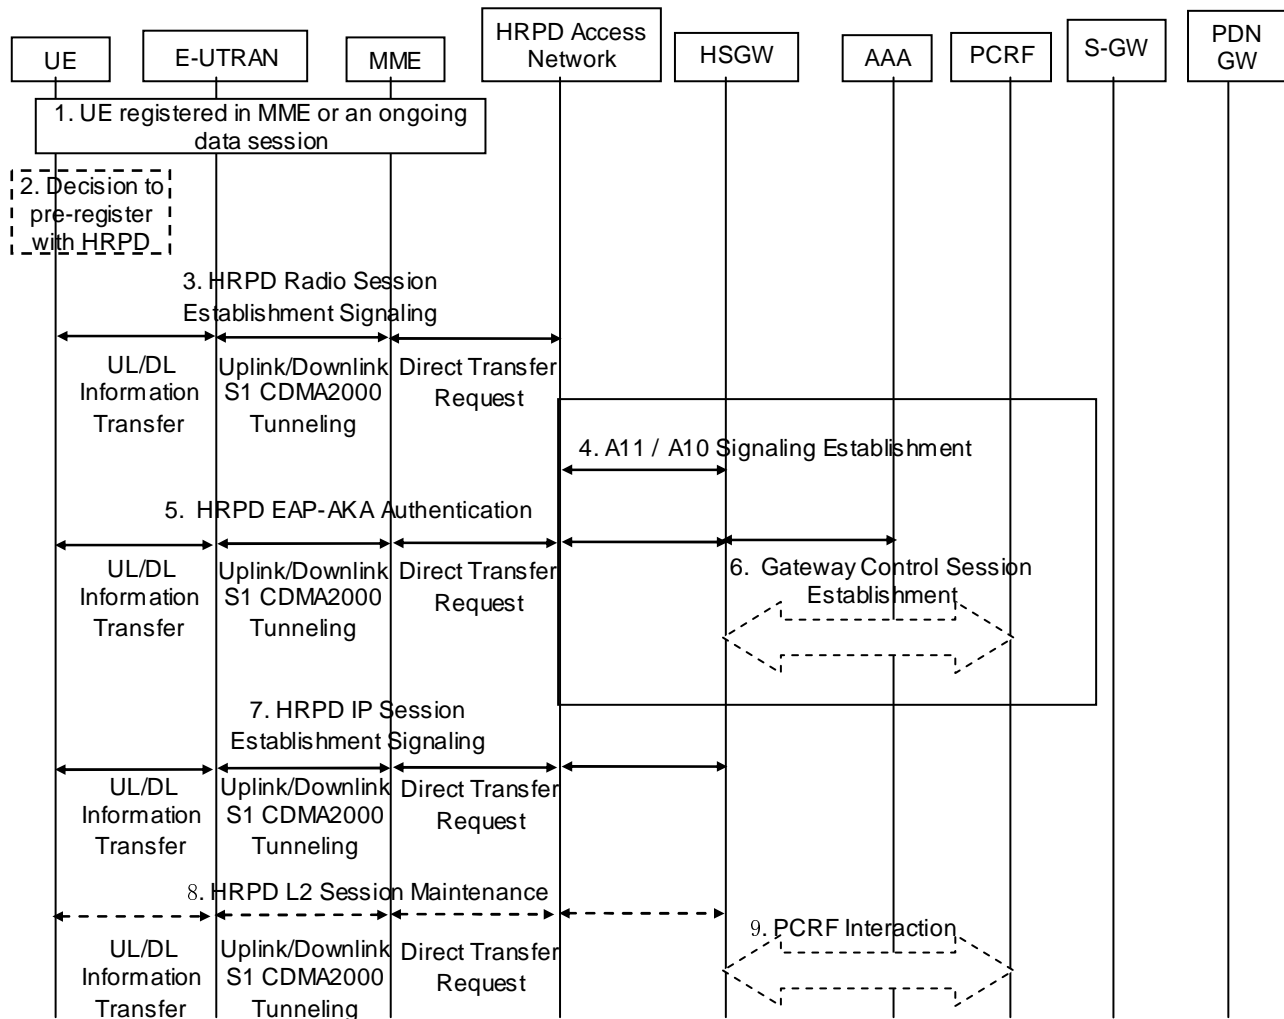 UE
E-UTRAN
MME
HRPD Access
Network
HSGW
AAA
PCRF
S-GW
PDN
GW
1. UE registered in MME or an ongoing
data session
2. Decision to
pre-register
with HRPD
3. HRPD Radio Session
Establishment Signaling
UL/DL
Information
Transfer
Uplink/Downlink
S1 CDMA2000
Tunneling
Direct Transfer
Request
4. A11 / A10 Signaling Establishment
5. HRPD EAP-AKA Authentication
UL/DL
Information
Transfer
Uplink/Downlink
S1 CDMA2000
Tunneling
Direct Transfer
Request
6. Gateway Control Session
Establishment
7. HRPD IP Session
Establishment Signaling
UL/DL
Information
Transfer
Uplink/Downlink
S1 CDMA2000
Tunneling
Direct Transfer
Request
8. HRPD L2 Session Maintenance
UL/DL
Information
Transfer
Uplink/Downlink
S1 CDMA2000
Tunneling
Direct Transfer
Request
9. PCRF Interaction